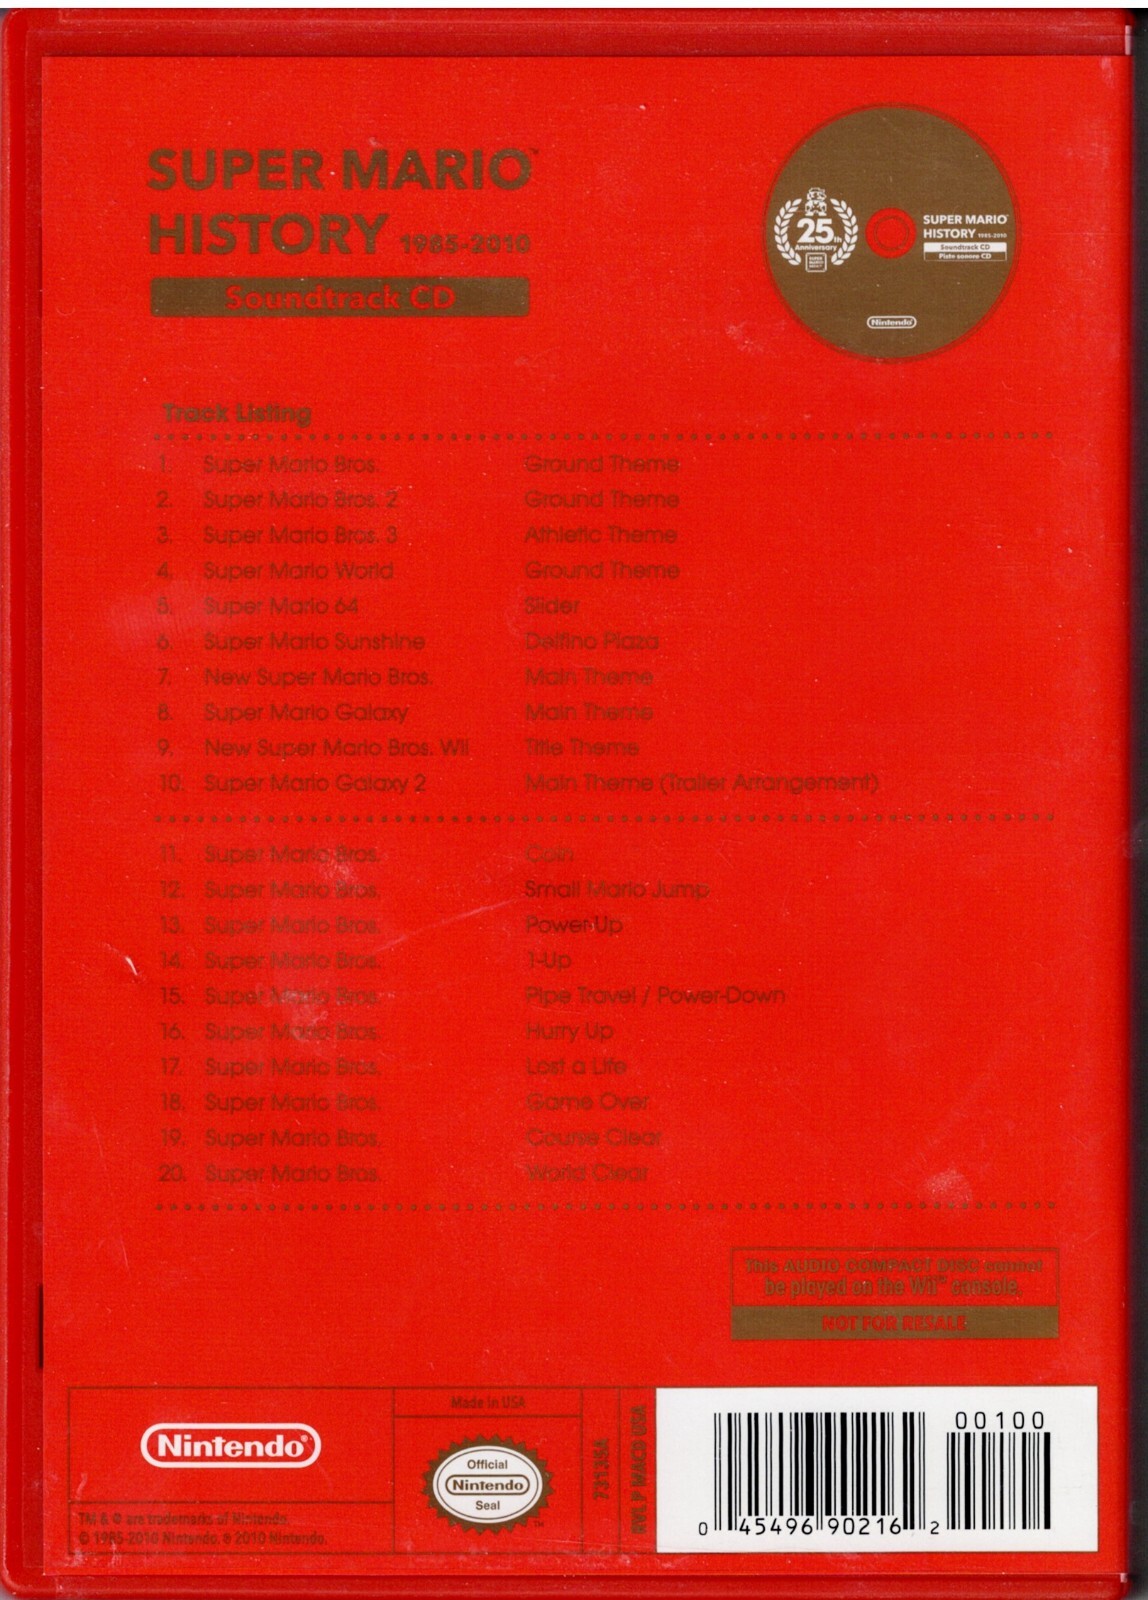 SUPER MARIO™
HISTORY 1985-2010
Soundtrack CD
25th
Anniversary
SUPER MARIO
HISTORY 1985-2010
Soundtrack CD
Piste sonore CD
Nintendo
Track Listing
1. Super Mario Bros. Ground Theme
2. Super Mario Bros. 2 Ground Theme
3. Super Mario Bros. 3 Athletic Theme
4. Super Mario World Ground Theme
5. Super Mario 64 Slider
6. Super Mario Sunshine Delfino Plaza
7. New Super Mario Bros. Main Theme
8. Super Mario Galaxy Main Theme
9. New Super Mario Bros. Wii Title Theme
10. Super Mario Galaxy 2 Main Theme (Trailer Arrangement)
11. Super Mario Bros. Coin
12. Super Mario Bros. Small Mario Jump
13. Super Mario Bros. Power-Up
14. Super Mario Bros. 1-Up
15. Super Mario Bros. Pipe Travel / Power-Down
16. Super Mario Bros. Hurry Up
17. Super Mario Bros. Lost a Life
18. Super Mario Bros. Game Over
19. Super Mario Bros. Course Clear
20. Super Mario Bros. World Clear
This AUDIO COMPACT DISC cannot
be played on the Wii™ console.
NOT FOR RESALE
Nintendo®
TM & ® are trademarks of Nintendo.
© 1985-2010 Nintendo. © 2010 Nintendo.
Made in USA
Official
Nintendo
Seal
™
73135A
RVL P MACS USA
00100
0 45496 90216 2